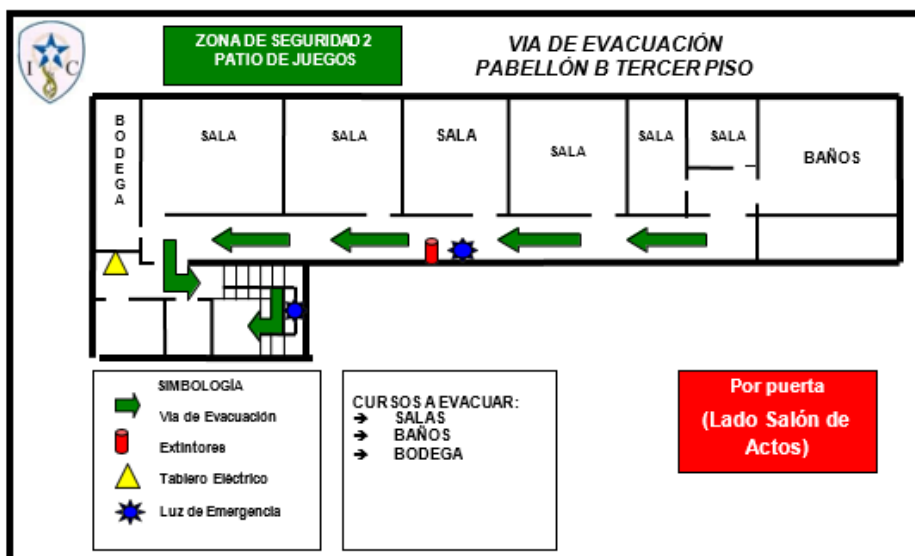 I C
ZONA DE SEGURIDAD 2
PATIO DE JUEGOS
VIA DE EVACUACIÓN
PABELLÓN B TERCER PISO
BODEGA
SALA
SALA
SALA
SALA
SALA
SALA
BAÑOS
SIMBOLOGÍA
Via de Evacuación
Extintores
Tablero Eléctrico
Luz de Emergencia
CURSOS A EVACUAR:
➔ SALAS
➔ BAÑOS
➔ BODEGA
Por puerta
(Lado Salón de
Actos)